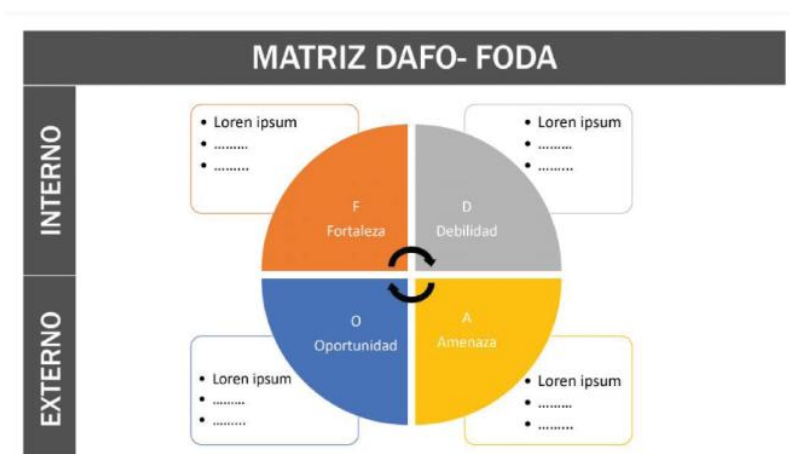 MATRIZ DAFO- FODA
INTERNO
• Loren ipsum
• .........
• .........
F
Fortaleza
D
Debilidad
• Loren ipsum
• .........
• .........
EXTERNO
O
Oportunidad
A
Amenaza
• Loren ipsum
• .........
• .........
• Loren ipsum
• .........
• .........